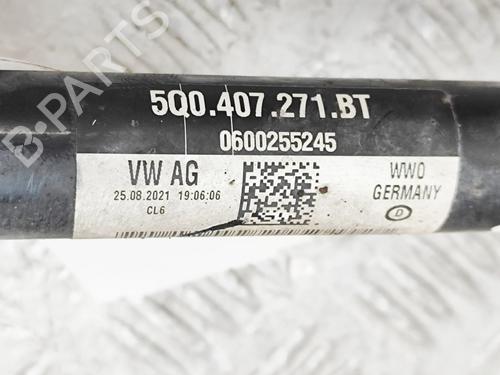 5Q0.407.271.BT
0600255245
VW AG
25.08.2021 19:06:06
CL6
WWO
GERMANY
D
B-Parts